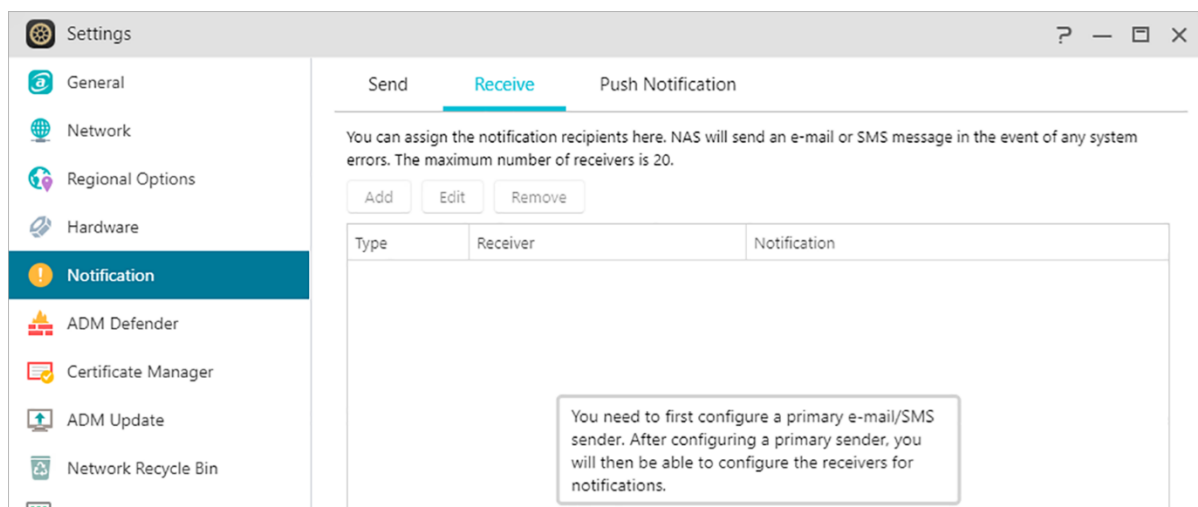 Settings
General
Network
Regional Options
Hardware
Notification
ADM Defender
Certificate Manager
ADM Update
Network Recycle Bin
Send Receive Push Notification
You can assign the notification recipients here. NAS will send an e-mail or SMS message in the event of any system
errors. The maximum number of receivers is 20.
Add Edit Remove
Type Receiver Notification
You need to first configure a primary e-mail/SMS
sender. After configuring a primary sender, you
will then be able to configure the receivers for
notifications.